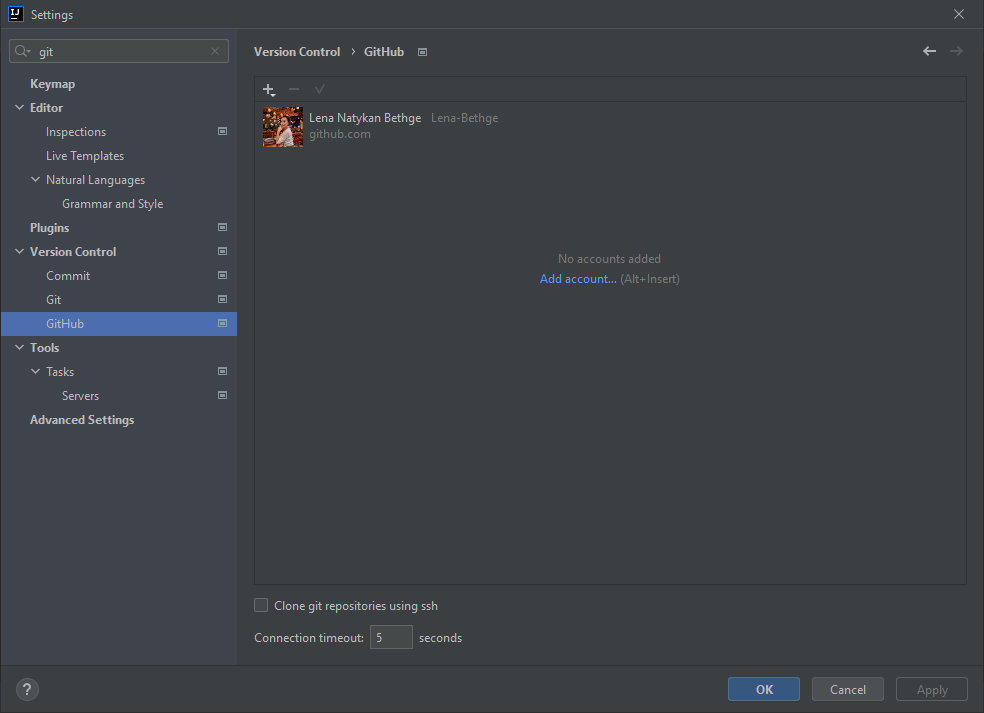 IJ Settings
git
Version Control › GitHub
Keymap
Editor
Inspections
Live Templates
Natural Languages
Grammar and Style
Plugins
Version Control
Commit
Git
GitHub
Tools
Tasks
Servers
Advanced Settings
Lena Natykan Bethge Lena-Bethge
github.com
No accounts added
Add account... (Alt+Insert)
Clone git repositories using ssh
Connection timeout: 5 seconds
? OK Cancel Apply